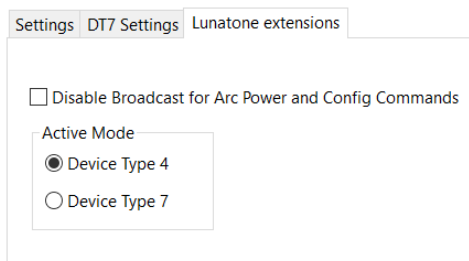 Settings DT7 Settings Lunatone extensions
Disable Broadcast for Arc Power and Config Commands
Active Mode
Device Type 4
Device Type 7